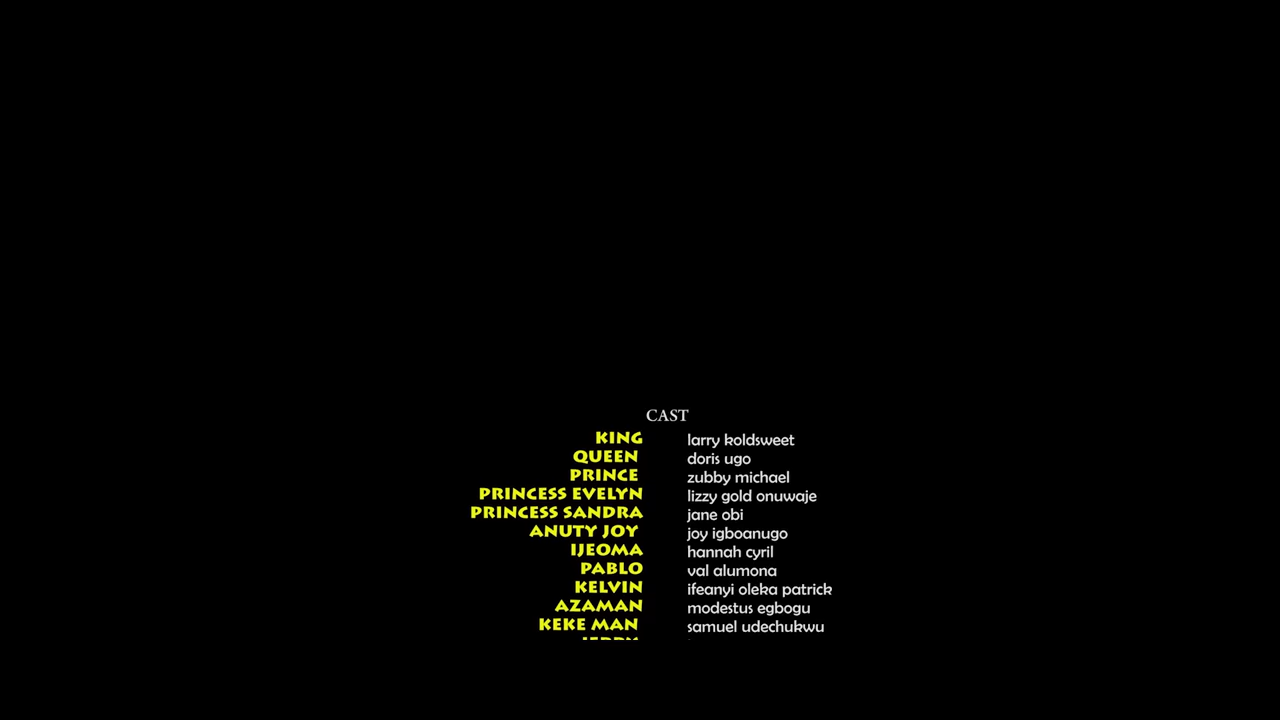 CAST
KING larry koldsweet
QUEEN doris ugo
PRINCE zubby michael
PRINCESS EVELYN lizzy gold onuwaje
PRINCESS SANDRA jane obi
ANUTY JOY joy igboanugo
IJEOMA hannah cyril
PABLO val alumona
KELVIN ifeanyi oleka patrick
AZAMAN modestus egbogu
KEKE MAN samuel udechukwu